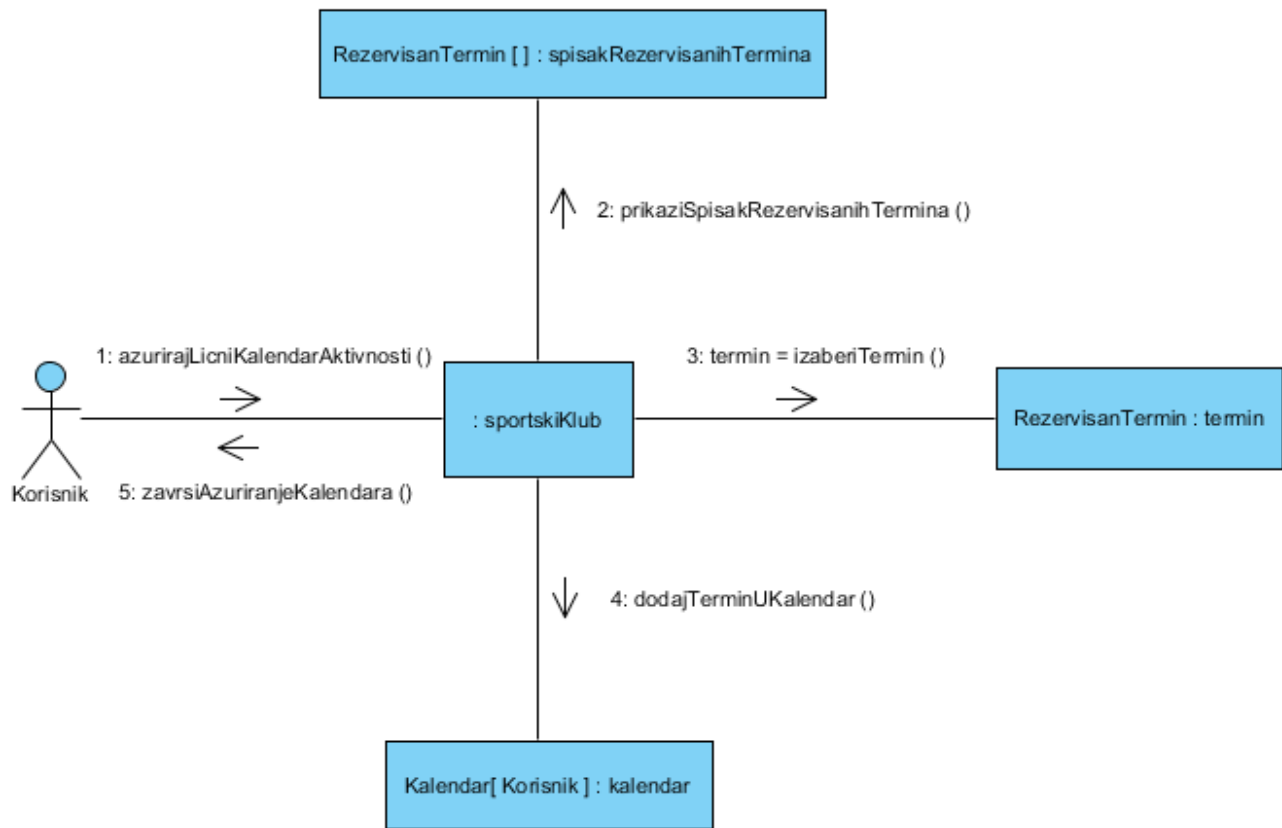 RezervisanTermin [ ] : spisakRezervisanihTermina
2: prikaziSpisakRezervisanihTermina ()
1: azurirajLicniKalendarAktivnosti ()
3: termin = izaberiTermin ()
: sportskiKlub
RezervisanTermin : termin
Korisnik
5: zavrsiAzuriranjeKalendara ()
4: dodajTerminUKalendar ()
Kalendar[ Korisnik ] : kalendar